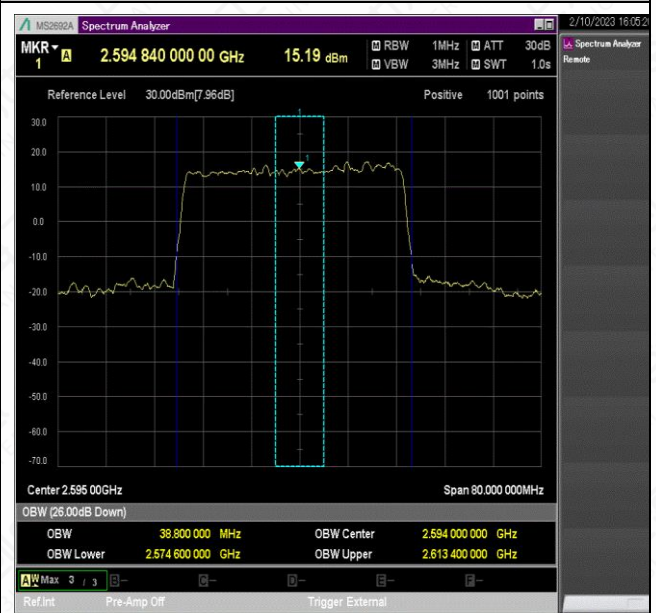 MS2692A Spectrum Analyzer
2/10/2023 16:05:2
MKR 1 A 2.594 840 000 00 GHz 15.19 dBm
M RBW 1MHz M ATT 30dB
M VBW 3MHz M SWT 1.0s
Spectrum Analyzer
Remote
Reference Level 30.00dBm[7.96dB] Positive 1001 points
1
30.0
20.0
1
10.0
0.0
-10.0
-20.0
-30.0
-40.0
-50.0
-60.0
-70.0
Center 2.595 00GHz Span 80.000 000MHz
OBW (26.00dB Down)
OBW 38.800 000 MHz OBW Center 2.594 000 000 GHz
OBW Lower 2.574 600 000 GHz OBW Upper 2.613 400 000 GHz
A W Max 3 / 3 B- C- D- E- F-
Ref.Int Pre-Amp Off Trigger External